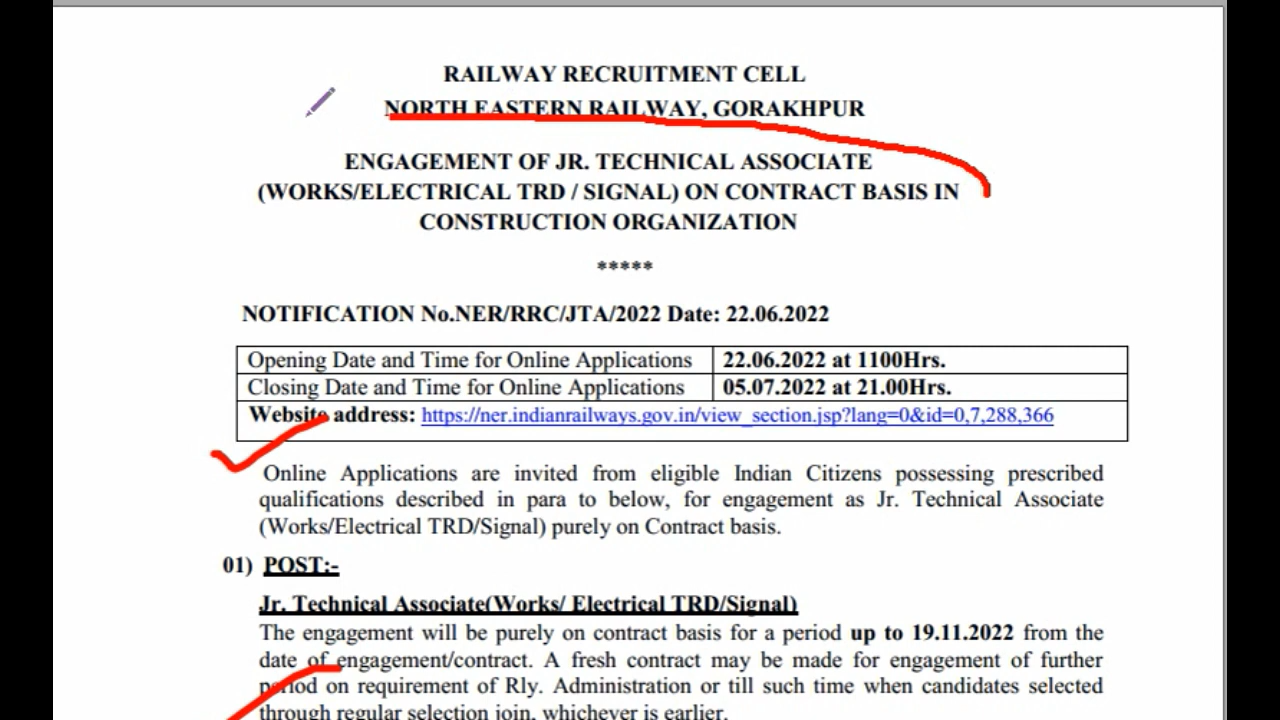 RAILWAY RECRUITMENT CELL
NORTH EASTERN RAILWAY, GORAKHPUR
ENGAGEMENT OF JR. TECHNICAL ASSOCIATE
(WORKS/ELECTRICAL TRD / SIGNAL) ON CONTRACT BASIS IN
CONSTRUCTION ORGANIZATION
*****
NOTIFICATION No.NER/RRC/JTA/2022 Date: 22.06.2022
Opening Date and Time for Online Applications 22.06.2022 at 1100Hrs.
Closing Date and Time for Online Applications 05.07.2022 at 21.00Hrs.
Website address: https://ner.indianrailways.gov.in/view_section.jsp?lang=0&id=0,7,288,366
Online Applications are invited from eligible Indian Citizens possessing prescribed
qualifications described in para to below, for engagement as Jr. Technical Associate
(Works/Electrical TRD/Signal) purely on Contract basis.
01) POST:-
Jr. Technical Associate(Works/ Electrical TRD/Signal)
The engagement will be purely on contract basis for a period up to 19.11.2022 from the
date of engagement/contract. A fresh contract may be made for engagement of further
period on requirement of Rly. Administration or till such time when candidates selected
through regular selection join, whichever is earlier.